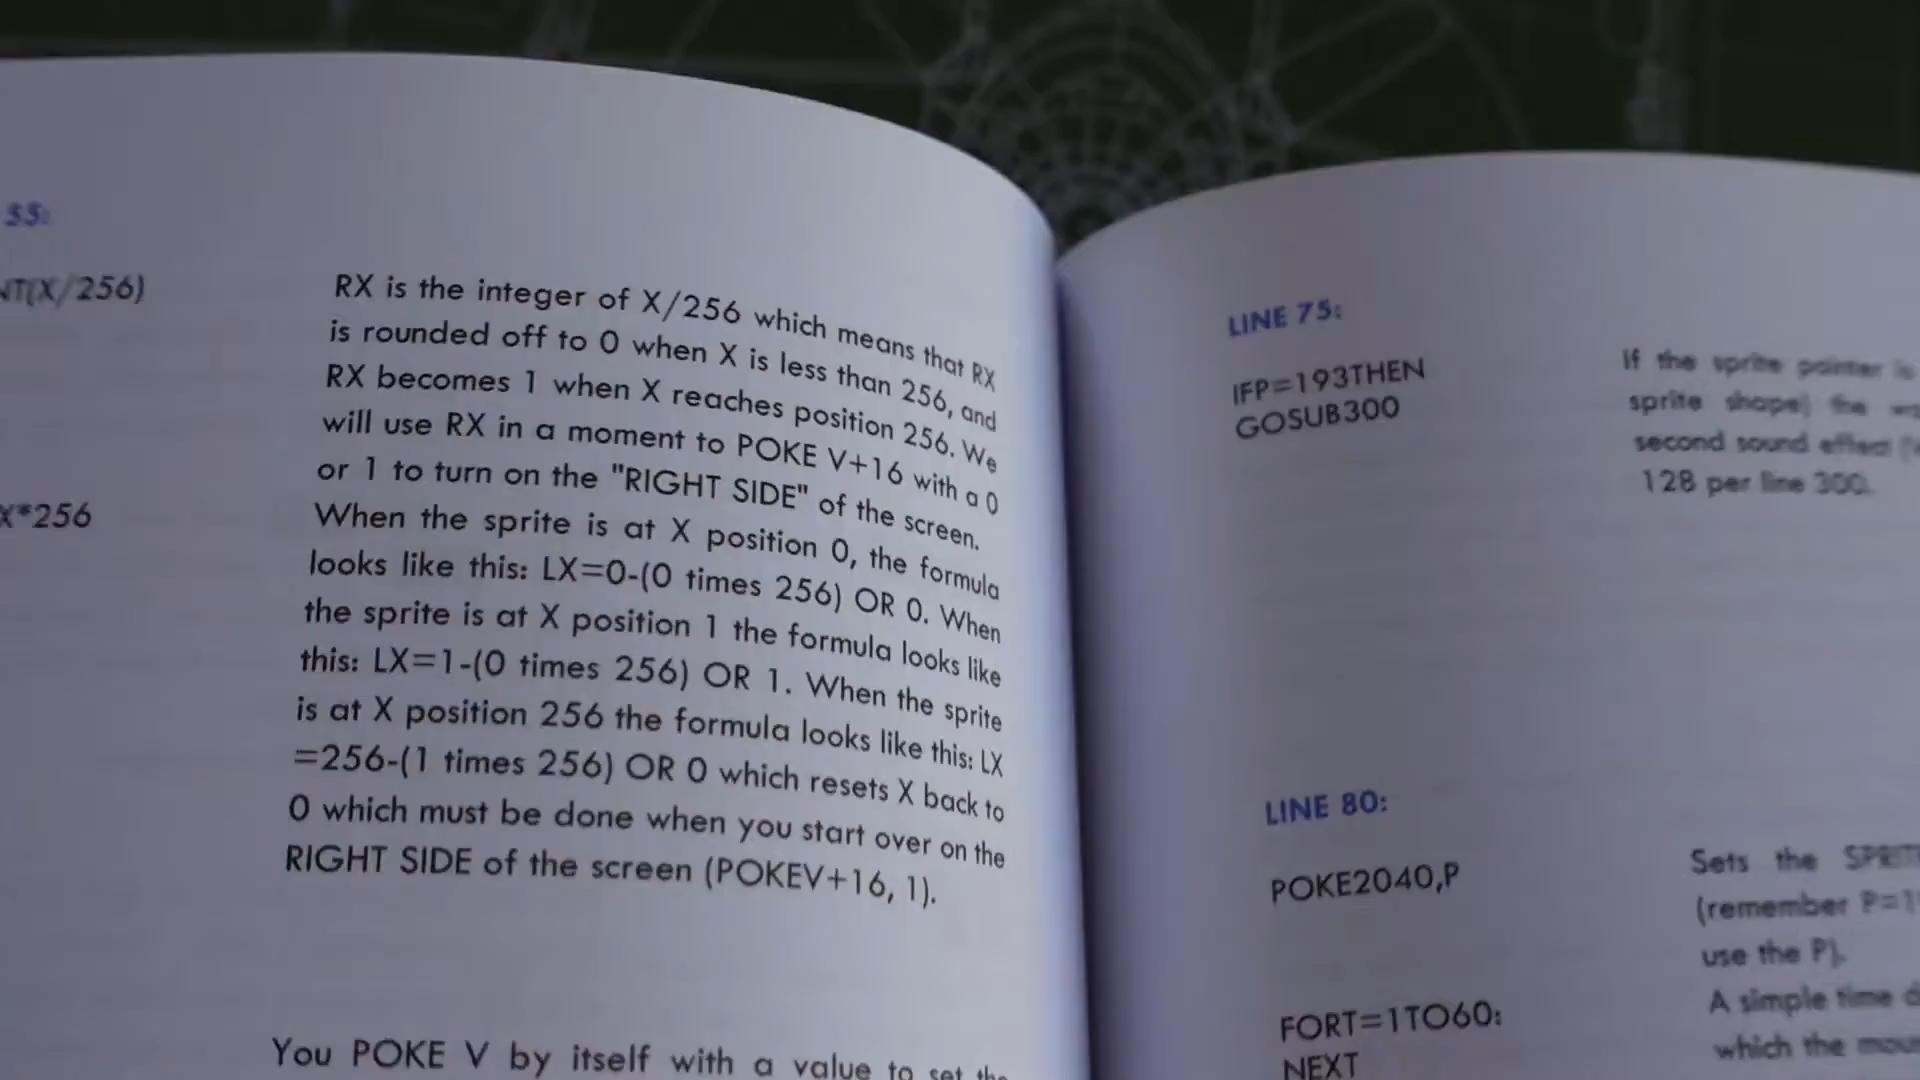 55:
NT(X/256)
RX is the integer of X/256 which means that RX
is rounded off to 0 when X is less than 256, and
RX becomes 1 when X reaches position 256. We
will use RX in a moment to POKE V+16 with a 0
or 1 to turn on the "RIGHT SIDE" of the screen.
X*256
When the sprite is at X position 0, the formula
looks like this: LX=0-(0 times 256) OR 0. When
the sprite is at X position 1 the formula looks like
this: LX=1-(0 times 256) OR 1. When the sprite
is at X position 256 the formula looks like this: LX
=256-(1 times 256) OR 0 which resets X back to
0 which must be done when you start over on the
RIGHT SIDE of the screen (POKEV+16, 1).
You POKE V by itself with a value to set the
LINE 75:
IFP=193THEN
GOSUB300
If the sprite pointer is
sprite shape) the
second sound effect
128 per line 300.
LINE 80:
POKE2040,P
Sets the
(remember P=1
use the P).
FORT=1TO60:
NEXT
A simple time
which the